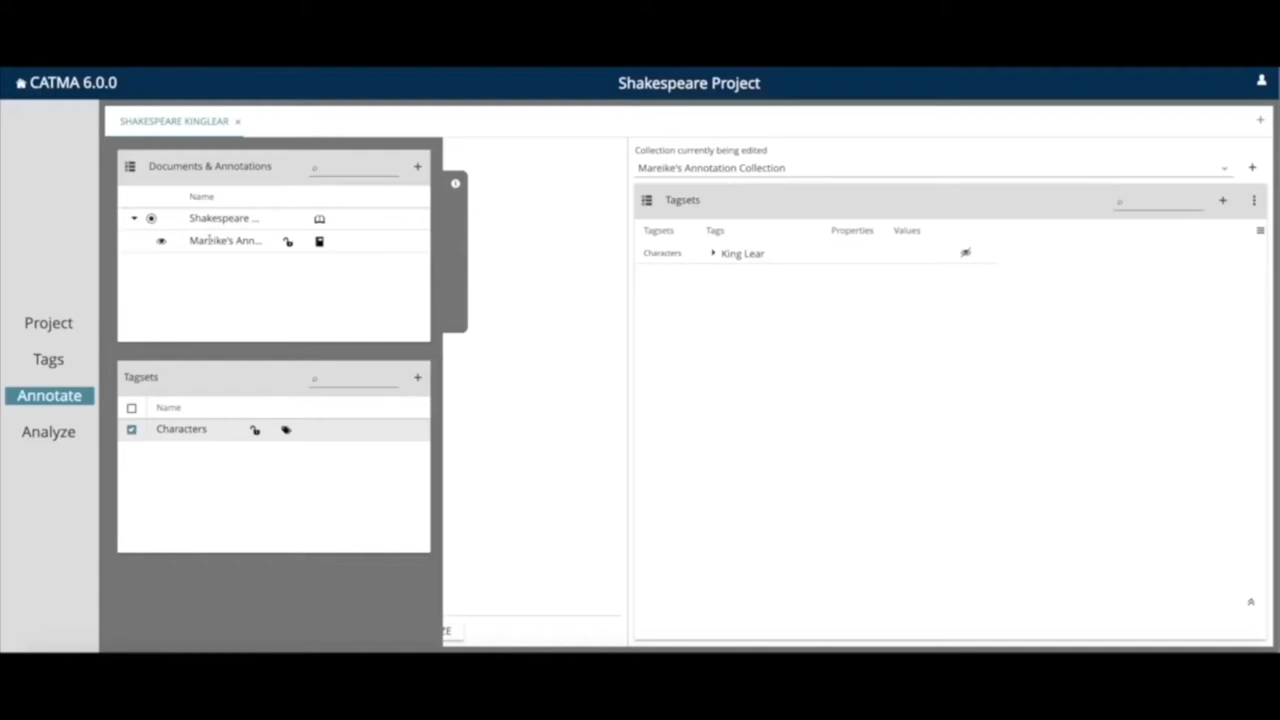 CATMA 6.0.0
Shakespeare Project
SHAKESPEARE KINGLEAR
Project
Tags
Annotate
Analyze
Documents & Annotations
Name
Shakespeare ...
Mareike's Ann...
Tagsets
Name
Characters
ZE
Collection currently being edited
Mareike's Annotation Collection
Tagsets
Tagsets Tags Properties Values
Characters King Lear